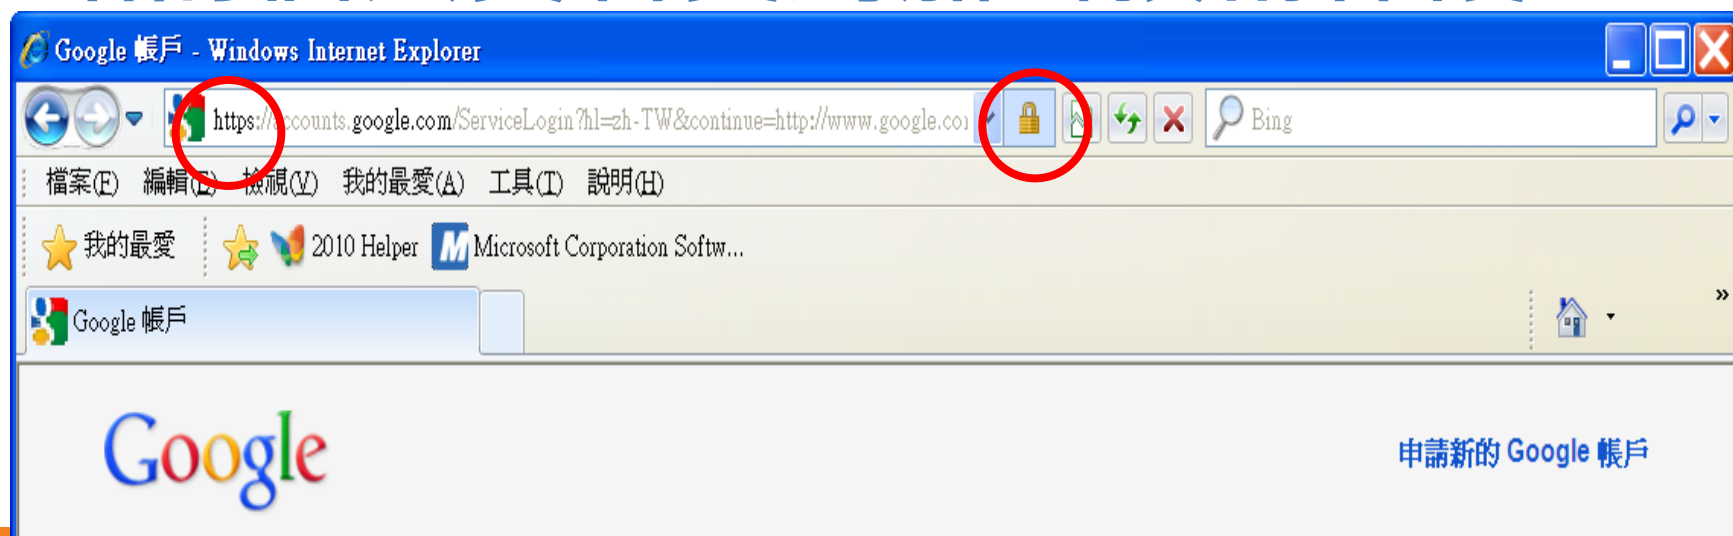 Google 帳戶 - Windows Internet Explorer
https://accounts.google.com/ServiceLogin?hl=zh-TW&continue=http://www.google.co
Bing
檔案(F) 編輯(E) 檢視(V) 我的最愛(A) 工具(T) 說明(H)
我的最愛 2010 Helper Microsoft Corporation Softw...
Google 帳戶
»
Google
申請新的 Google 帳戶